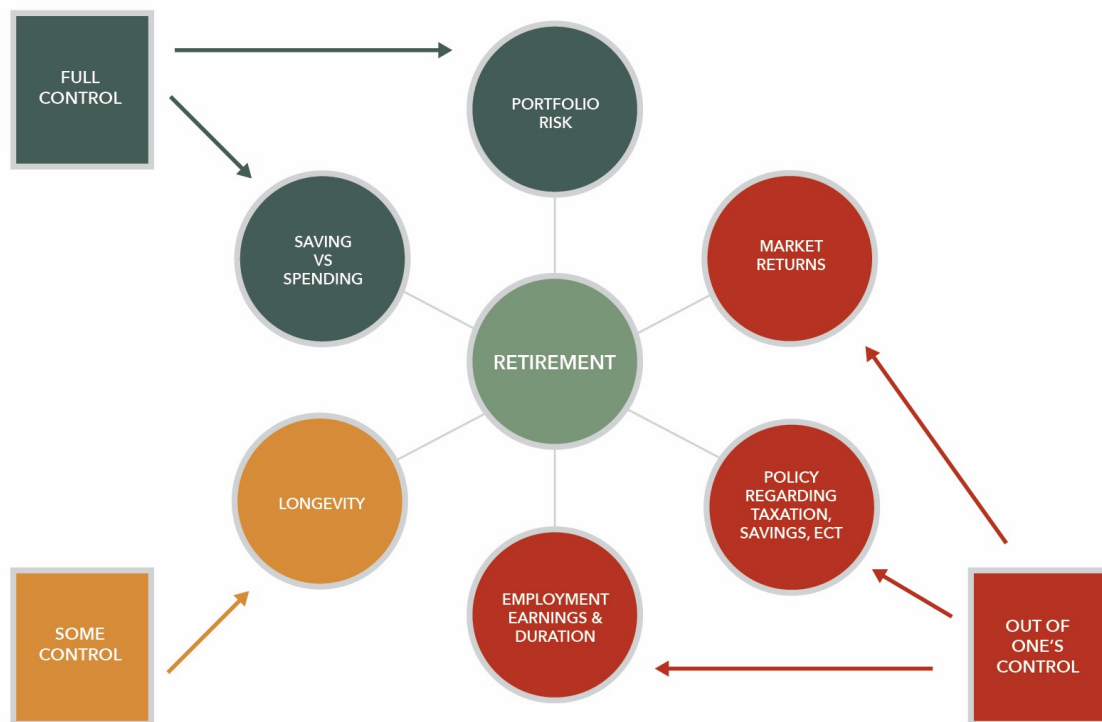 FULL
CONTROL
PORTFOLIO
RISK
SAVING
VS
SPENDING
MARKET
RETURNS
RETIREMENT
LONGEVITY
POLICY
REGARDING
TAXATION,
SAVINGS, ECT
EMPLOYMENT
EARNINGS &
DURATION
SOME
CONTROL
OUT OF
ONE’S
CONTROL